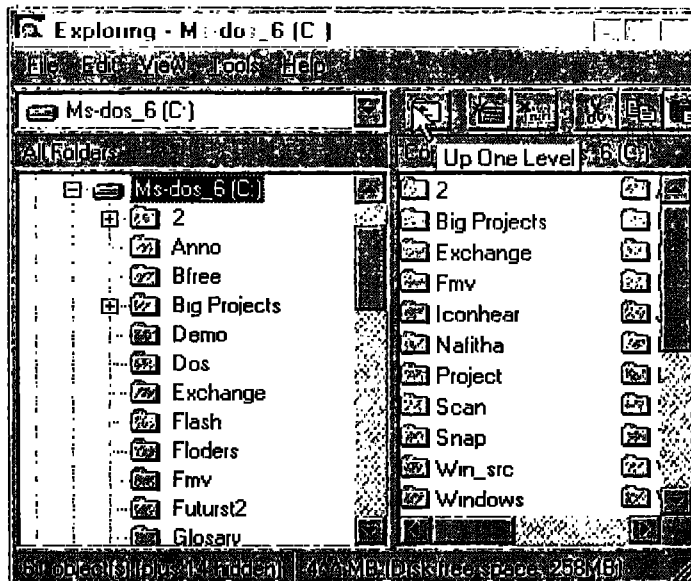 Exploring - Ms-dos_6 (C:)
File Edit View Tools Help
Ms-dos_6 (C:)
All Folders
Up One Level
Ms-dos_6 (C:)
2
Anno
Bfree
Big Projects
Demo
Dos
Exchange
Flash
Floders
Fmv
Futurst2
Glosary
2
Big Projects
Exchange
Fmv
Iconhear
Nalitha
Project
Scan
Snap
Win_src
Windows
object(s) (plus 14 hidden) (Disk free space: 258MB)